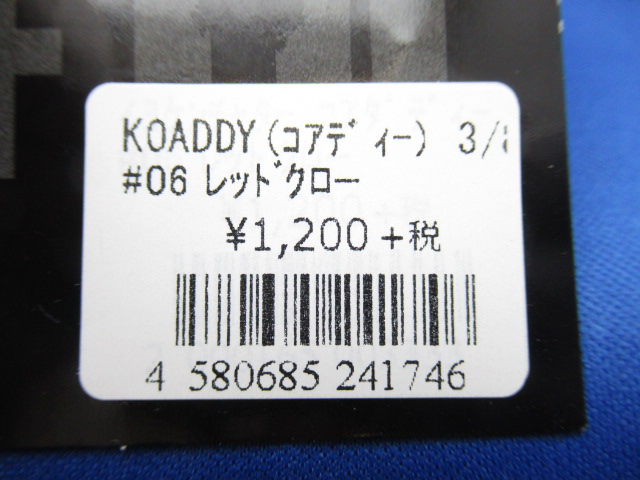 KOADDY(ｺｱﾃﾞｨｰ) 3/
#06 ﾚｯﾄﾞｸﾛｰ
¥1,200 +税
4 580685 241746